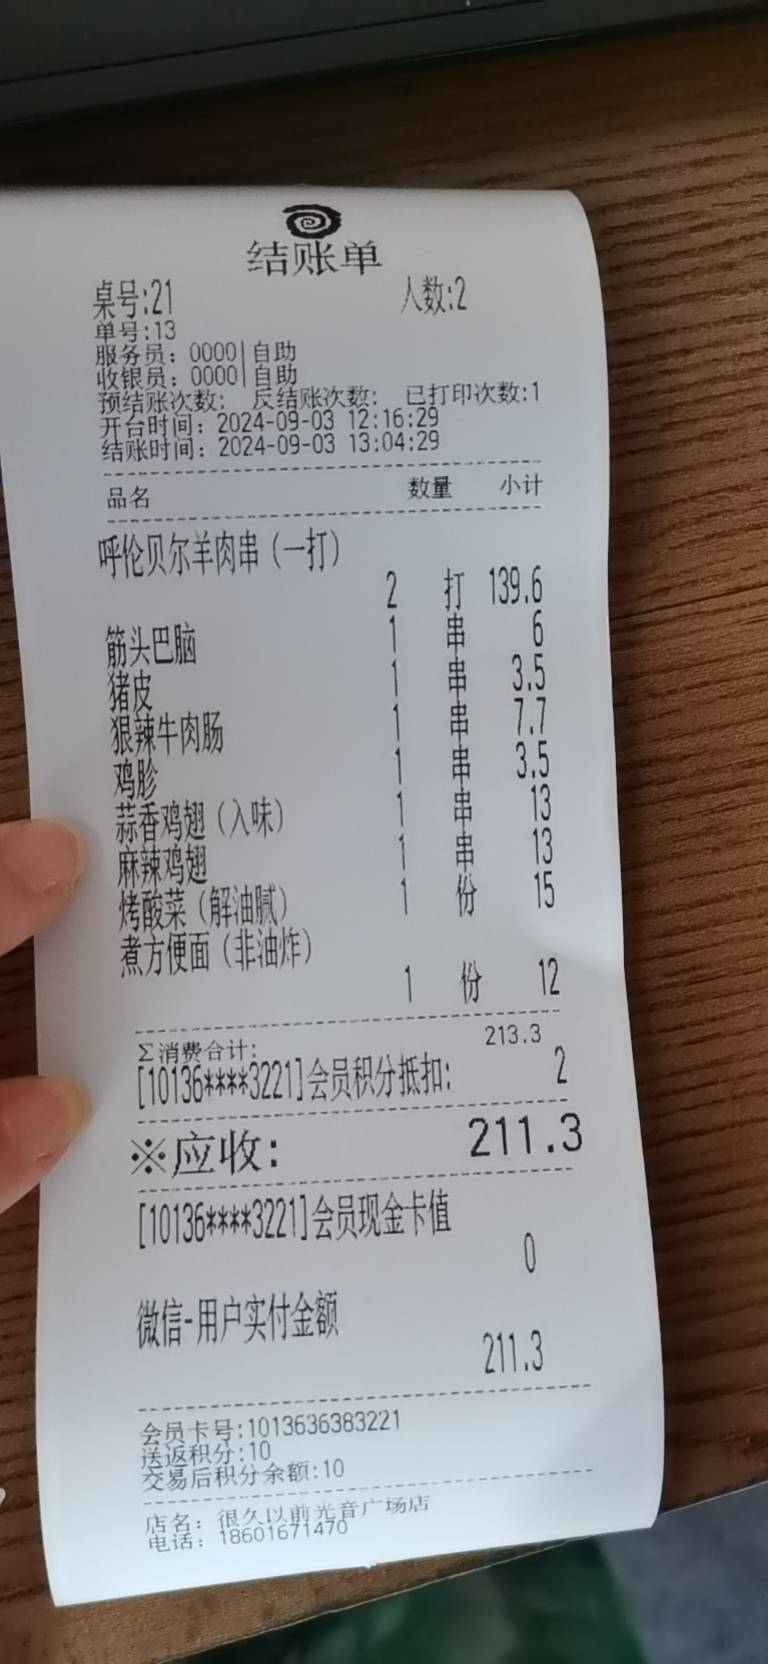 结账单
桌号:21 人数:2
单号:13
服务员: 0000|自助
收银员: 0000|自助
预结账次数: 反结账次数: 已打印次数:1
开台时间: 2024-09-03 12:16:29
结账时间: 2024-09-03 13:04:29
品名 数量 小计
呼伦贝尔羊肉串(一打)
2 打 139.6
筋头巴脑 1 串 6
猪皮 1 串 3.5
狠辣牛肉肠 1 串 7.7
鸡胗 1 串 3.5
蒜香鸡翅(入味) 1 串 13
麻辣鸡翅 1 串 13
烤酸菜(解油腻) 1 份 15
煮方便面(非油炸)
1 份 12
Σ消费合计: 213.3
[10136****3221]会员积分抵扣: 2
※应收: 211.3
[10136****3221]会员现金卡值
0
微信-用户实付金额
211.3
会员卡号:1013636383221
送返积分:10
交易后积分余额:10
店名: 很久以前光音广场店
电话: 18601671470